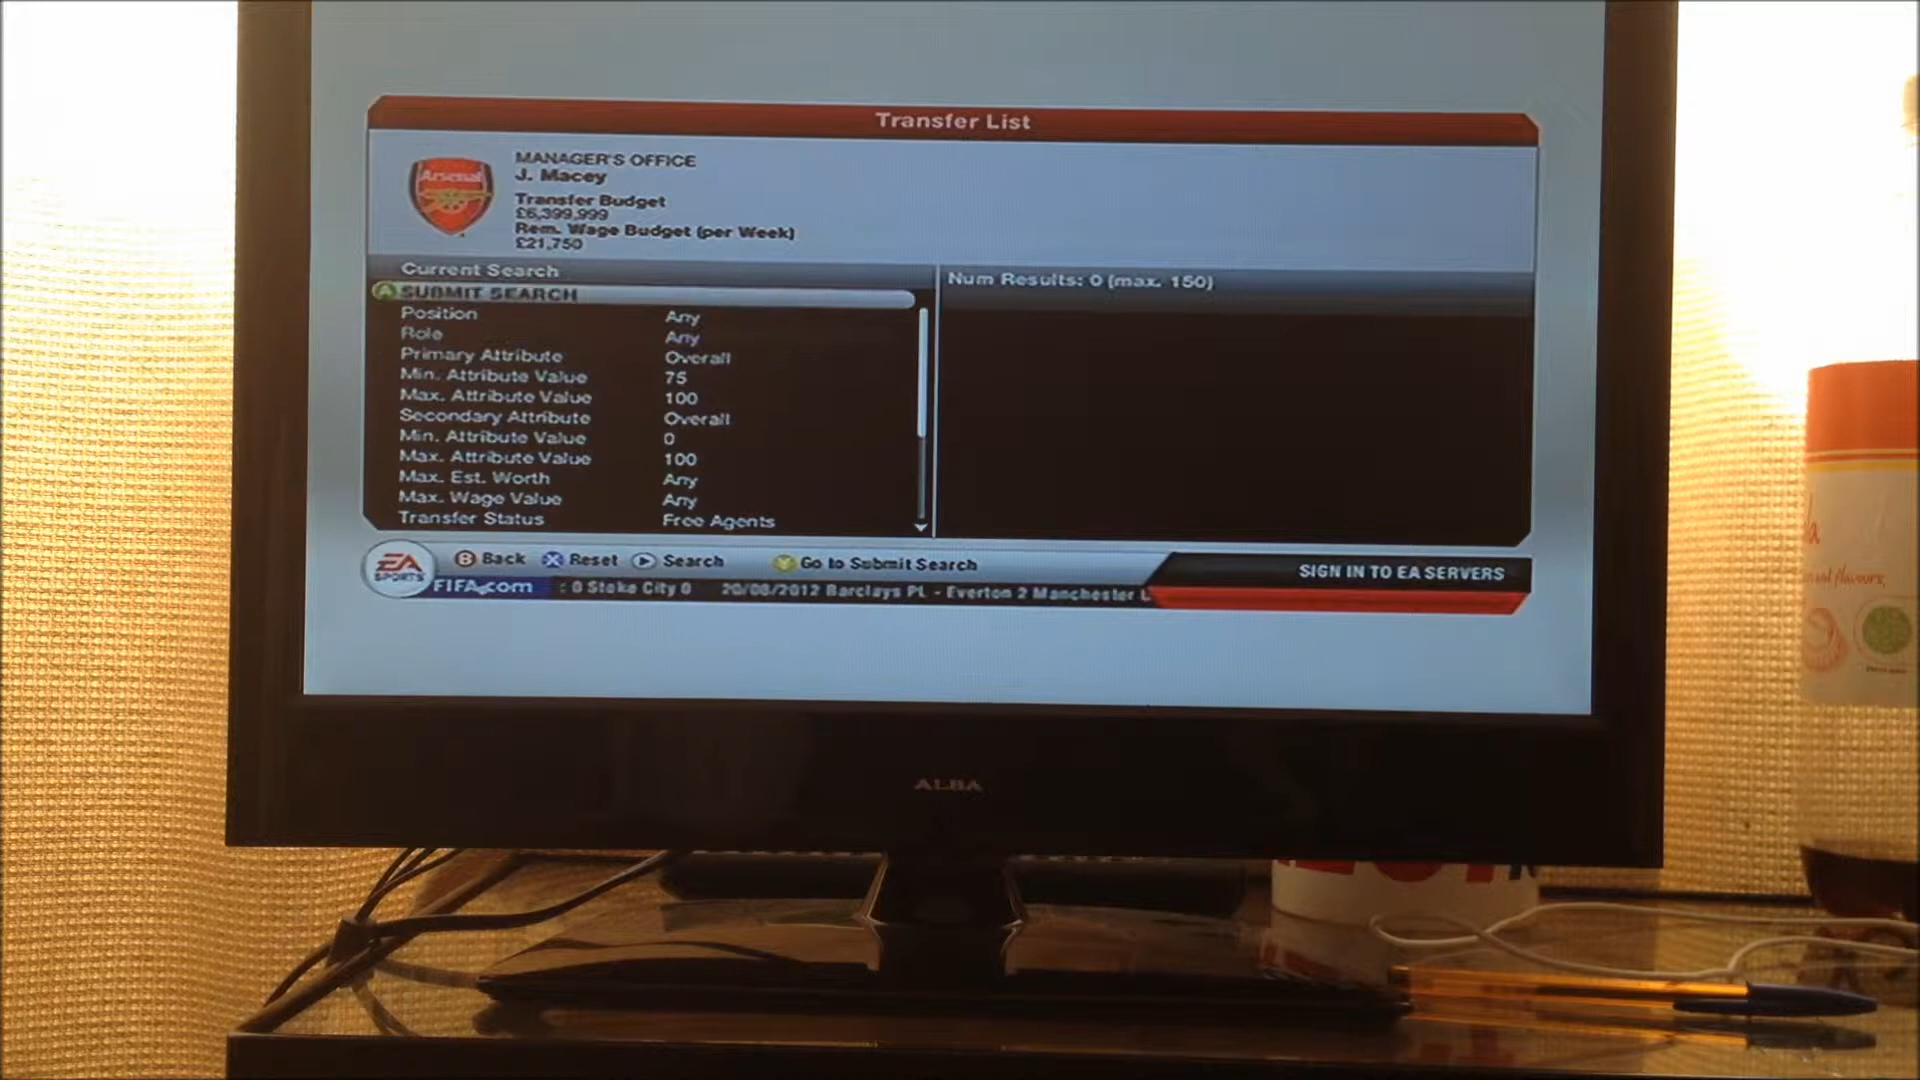 Transfer List
Arsenal
MANAGER'S OFFICE
J. Macey
Transfer Budget
£6,399,999
Rem. Wage Budget (per Week)
£21,750
Current Search
Num Results: 0 (max. 150)
A SUBMIT SEARCH
Position Any
Role Any
Primary Attribute Overall
Min. Attribute Value 75
Max. Attribute Value 100
Secondary Attribute Overall
Min. Attribute Value 0
Max. Attribute Value 100
Max. Est. Worth Any
Max. Wage Value Any
Transfer Status Free Agents
EA SPORTS
B Back X Reset Search Y Go to Submit Search
SIGN IN TO EA SERVERS
FIFA.com : 0 Stoke City 0 20/08/2012 Barclays PL - Everton 2 Manchester U
ALBA